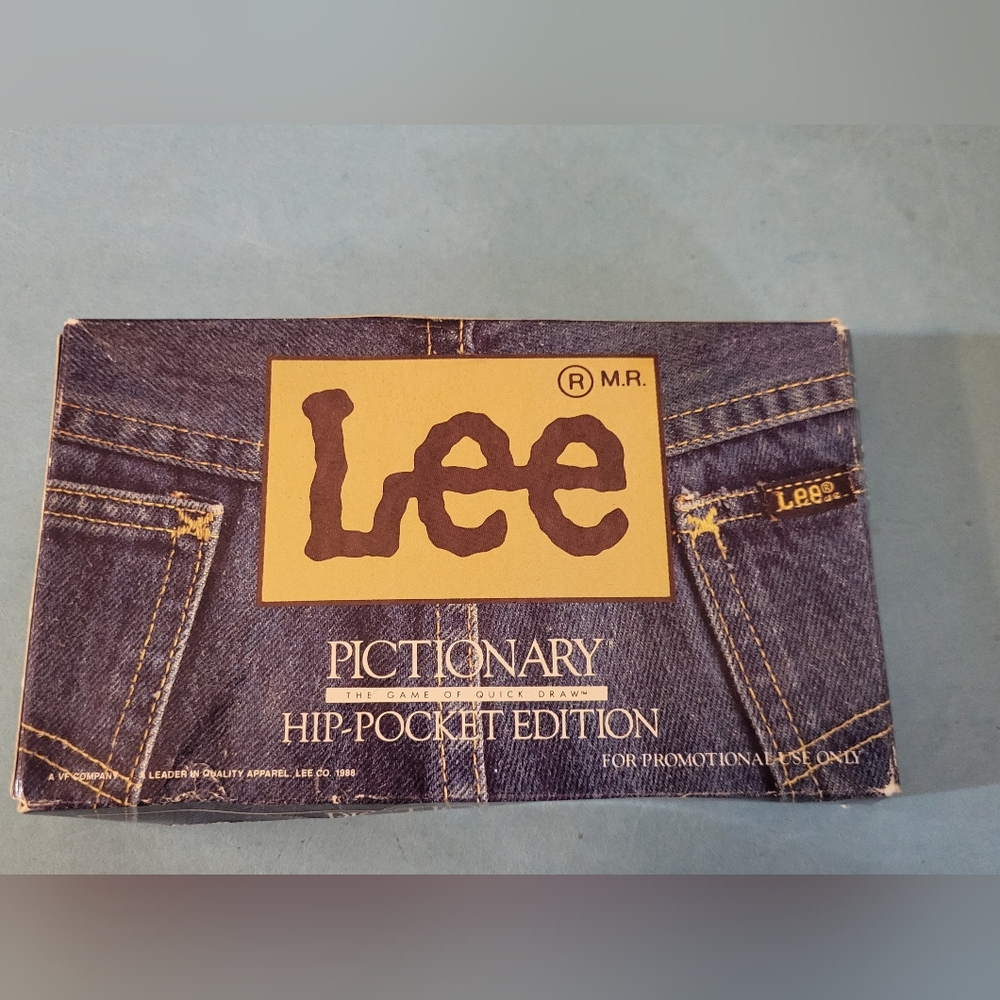 ® M.R.
Lee
Lee®
PICTIONARY®
THE GAME OF QUICK DRAW™
HIP-POCKET EDITION
FOR PROMOTIONAL USE ONLY
A VF COMPANY A LEADER IN QUALITY APPAREL, LEE CO. 1988